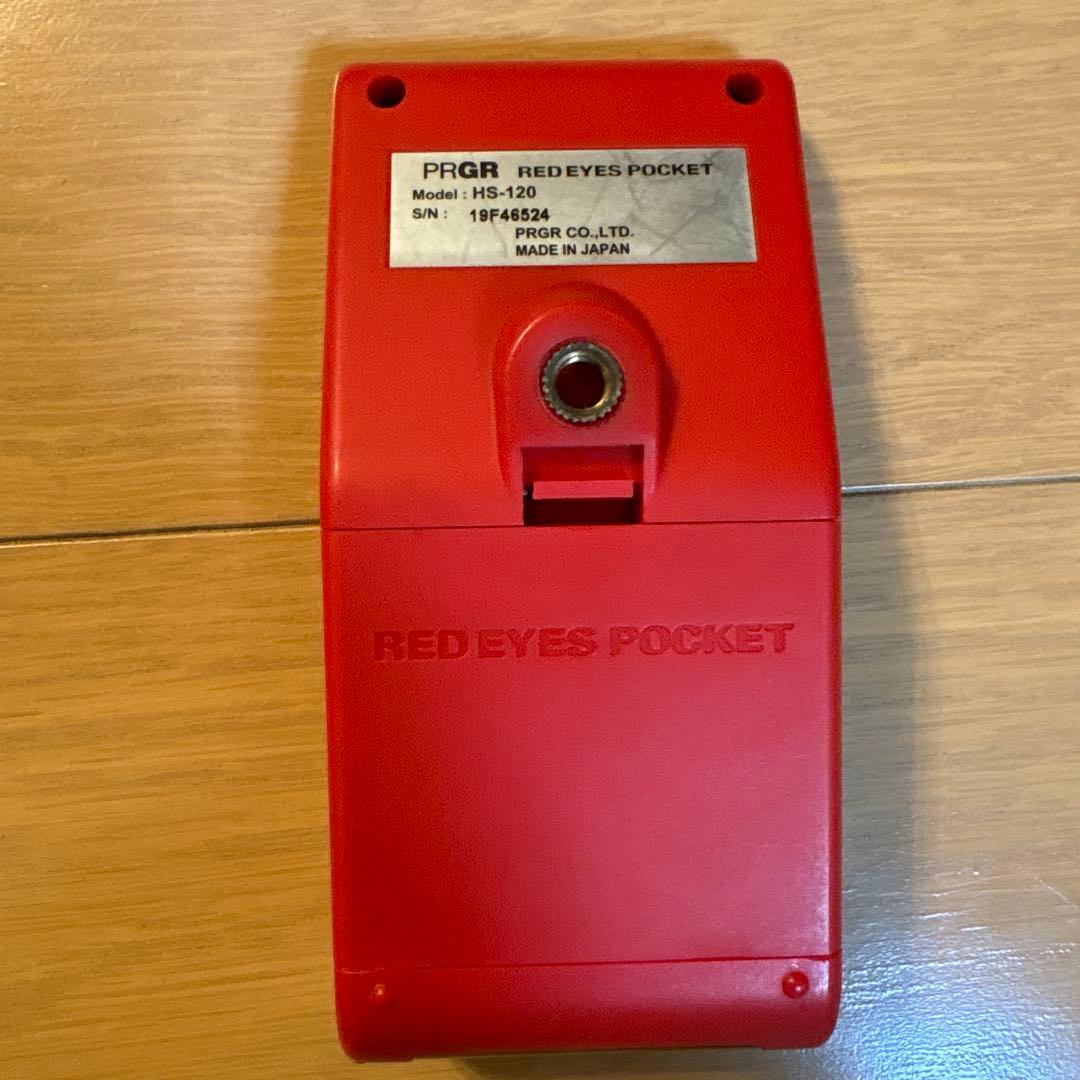 PRGR RED EYES POCKET
Model : HS-120
S/N : 19F46524
PRGR CO.,LTD.
MADE IN JAPAN
RED EYES POCKET